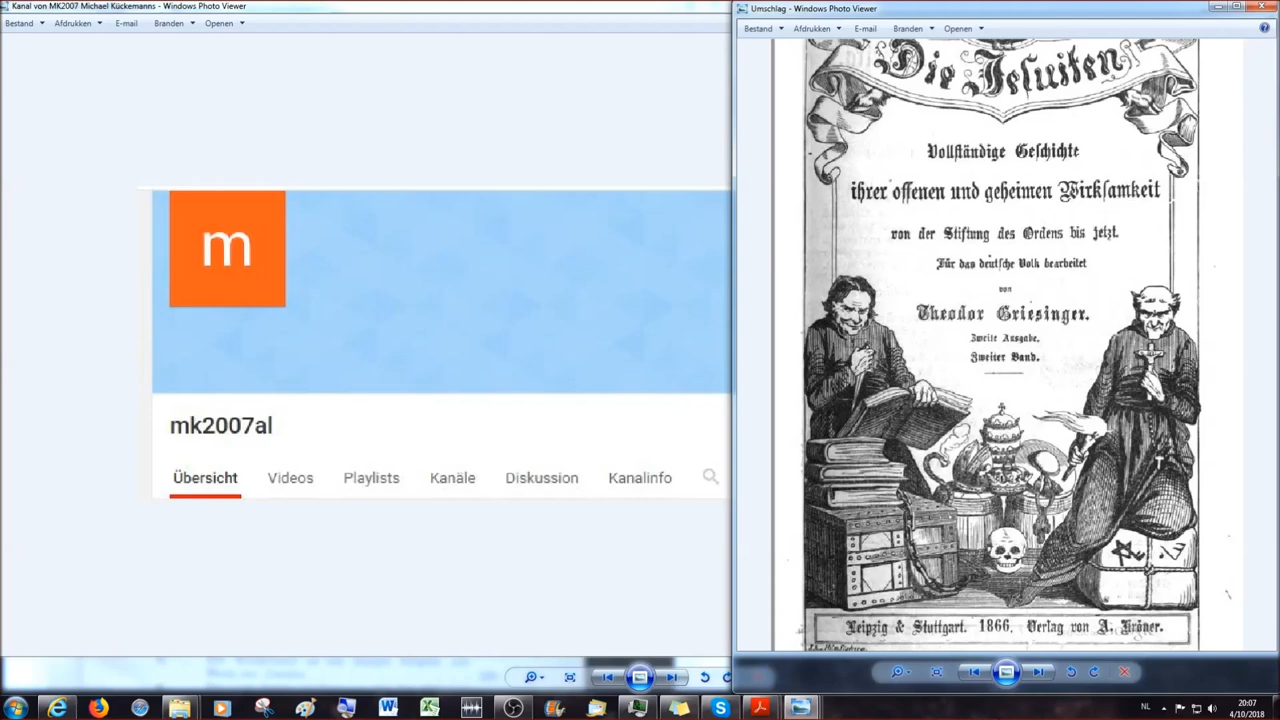 Kanal von MK2007 Michael Kückemanns - Windows Photo Viewer
Bestand Afdrukken E-mail Branden Openen
m
mk2007al
Übersicht Videos Playlists Kanäle Diskussion Kanalinfo
Umschlag - Windows Photo Viewer
Bestand Afdrukken E-mail Branden Openen
Die Jesuiten
Vollständige Geschichte
ihrer offenen und geheimen Wirksamkeit
von der Stiftung des Ordens bis jetzt.
Für das deutsche Volk bearbeitet
von
Theodor Griesinger.
Zweite Ausgabe.
Zweiter Band.
Leipzig & Stuttgart. 1866. Verlag von A. Kröner.
NL
20:07
4/10/2018